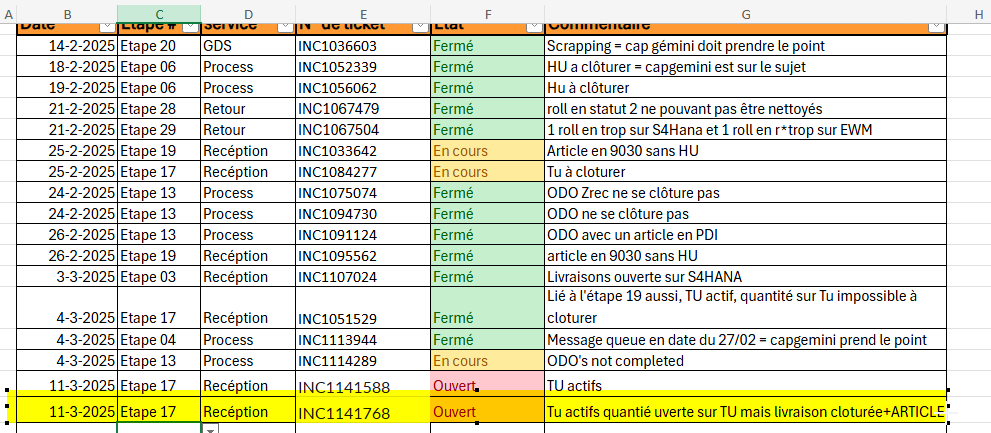 A B C D E F G H
Date Etape # service N° de ticket Etat Commentaire
14-2-2025 Etape 20 GDS INC1036603 Fermé Scrapping = cap gémini doit prendre le point
18-2-2025 Etape 06 Process INC1052339 Fermé HU a clôturer = capgemini est sur le sujet
19-2-2025 Etape 06 Process INC1056062 Fermé Hu à clôturer
21-2-2025 Etape 28 Retour INC1067479 Fermé roll en statut 2 ne pouvant pas être nettoyés
21-2-2025 Etape 29 Retour INC1067504 Fermé 1 roll en trop sur S4Hana et 1 roll en r*trop sur EWM
25-2-2025 Etape 19 Recéption INC1033642 En cours Article en 9030 sans HU
25-2-2025 Etape 17 Recéption INC1084277 En cours Tu à cloturer
24-2-2025 Etape 13 Process INC1075074 Fermé ODO Zrec ne se clôture pas
24-2-2025 Etape 13 Process INC1094730 Fermé ODO ne se clôture pas
26-2-2025 Etape 13 Process INC1091124 Fermé ODO avec un article en PDI
26-2-2025 Etape 19 Recéption INC1095562 Fermé article en 9030 sans HU
3-3-2025 Etape 03 Recéption INC1107024 Fermé Livraisons ouverte sur S4HANA
Lié à l'étape 19 aussi, TU actif, quantité sur Tu impossible à
4-3-2025 Etape 17 Recéption INC1051529 Fermé cloturer
4-3-2025 Etape 04 Process INC1113944 Fermé Message queue en date du 27/02 = capgemini prend le point
4-3-2025 Etape 13 Process INC1114289 En cours ODO's not completed
11-3-2025 Etape 17 Recéption INC1141588 Ouvert TU actifs
11-3-2025 Etape 17 Recéption INC1141768 Ouvert Tu actifs quantié uverte sur TU mais livraison cloturée+ARTICLE